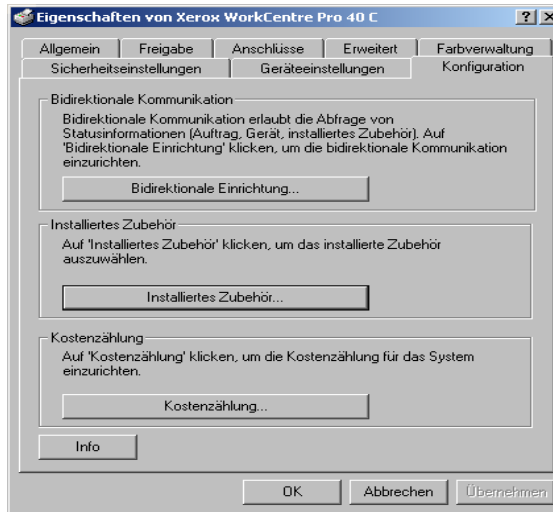 Eigenschaften von Xerox WorkCentre Pro 40 C
Allgemein Freigabe Anschlüsse Erweitert Farbverwaltung
Sicherheitseinstellungen Geräteeinstellungen Konfiguration
Bidirektionale Kommunikation
Bidirektionale Kommunikation erlaubt die Abfrage von
Statusinformationen (Auftrag, Gerät, installiertes Zubehör). Auf
'Bidirektionale Einrichtung' klicken, um die bidirektionale Kommunikation
einzurichten.
Bidirektionale Einrichtung...
Installiertes Zubehör
Auf 'Installiertes Zubehör' klicken, um das installierte Zubehör
auszuwählen.
Installiertes Zubehör...
Kostenzählung
Auf 'Kostenzählung' klicken, um die Kostenzählung für das System
einzurichten.
Kostenzählung...
Info
OK Abbrechen Übernehmen